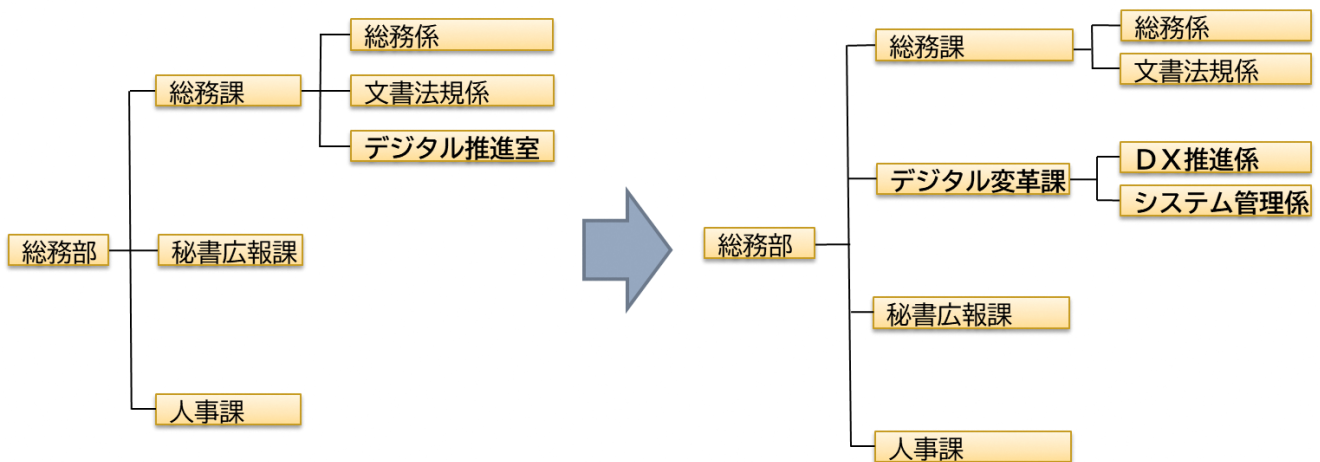 総務部
総務課
総務係
文書法規係
デジタル推進室
秘書広報課
人事課
総務部
総務課
総務係
文書法規係
デジタル変革課
ＤＸ推進係
システム管理係
秘書広報課
人事課